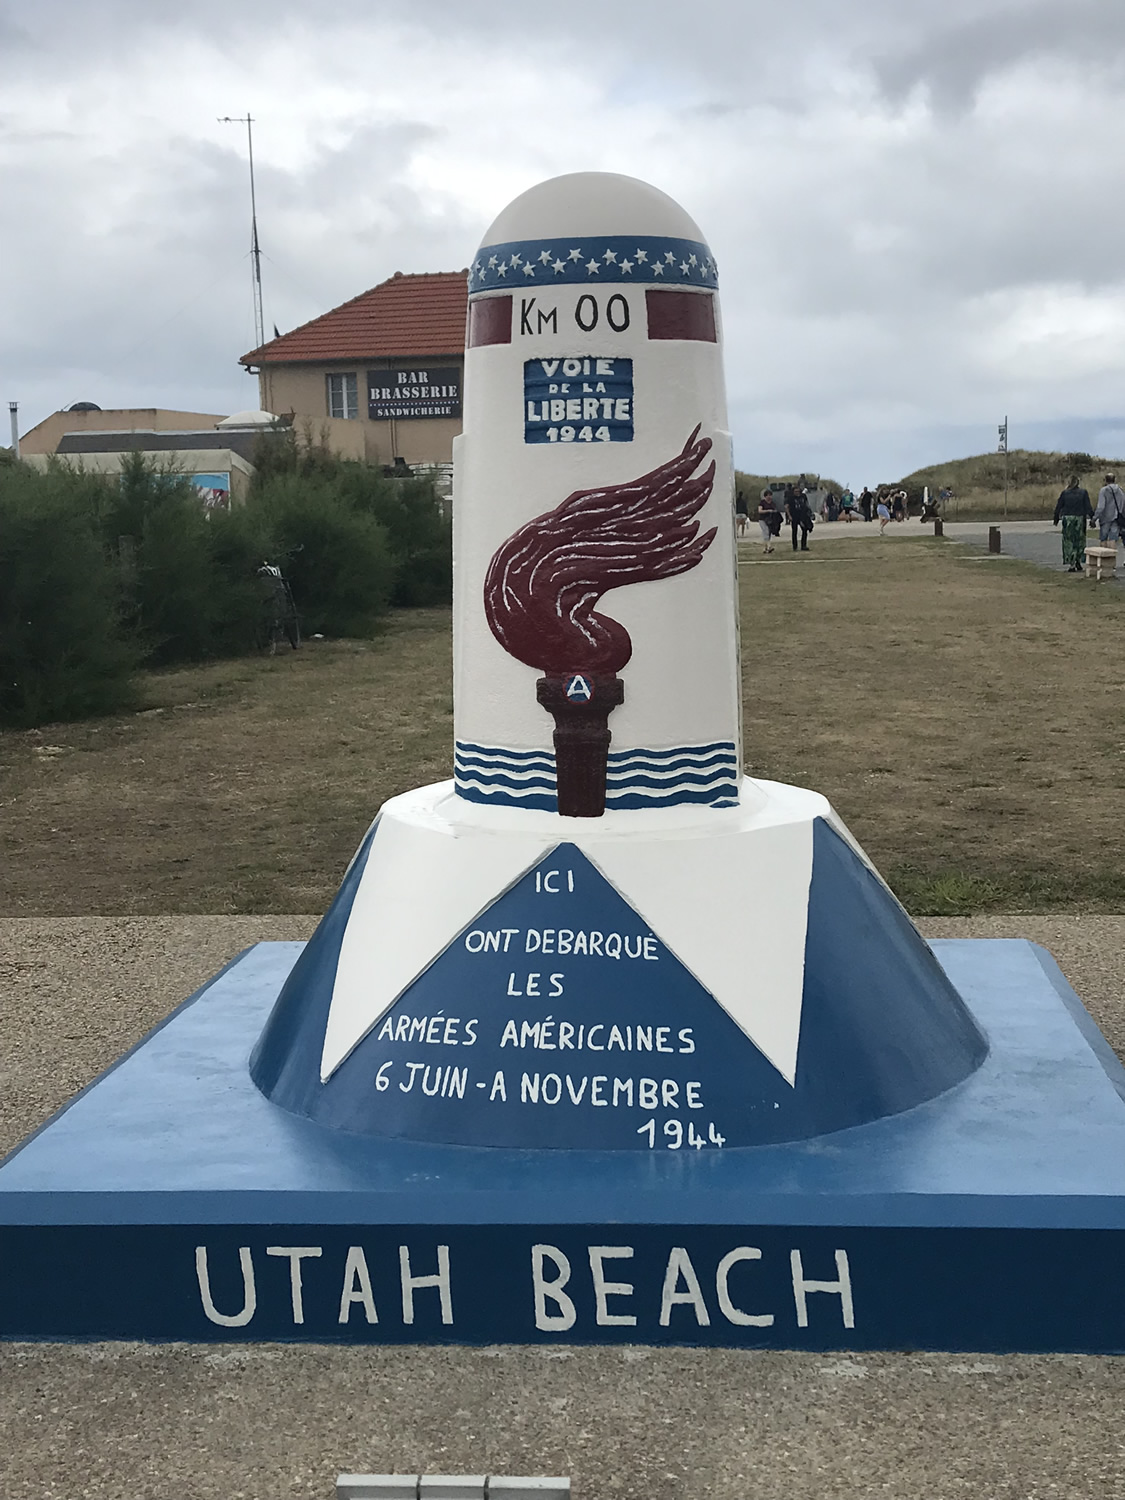 BAR
BRASSERIE
SANDWICHERIE
KM 00
VOIE
DE LA
LIBERTE
1944
A
ICI
ONT DEBARQUÉ
LES
ARMÉES AMÉRICAINES
6 JUIN - A NOVEMBRE
1944
UTAH BEACH